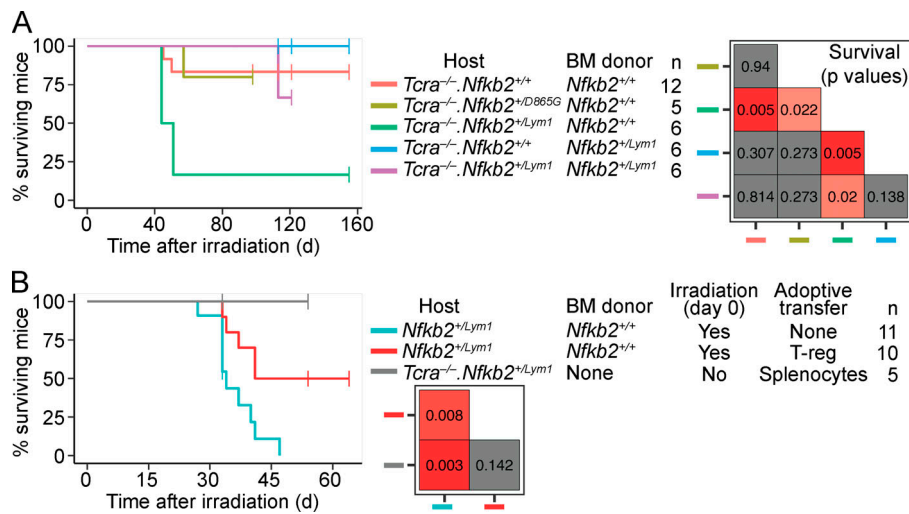 A
% surviving mice
100
75
50
25
0
0 40 80 120 160
Time after irradiation (d)
Host BM donor n
Tcra–/–.Nfkb2+/+ Nfkb2+/+ 12
Tcra–/–.Nfkb2+/D865G Nfkb2+/+ 5
Tcra–/–.Nfkb2+/Lym1 Nfkb2+/+ 6
Tcra–/–.Nfkb2+/+ Nfkb2+/Lym1 6
Tcra–/–.Nfkb2+/Lym1 Nfkb2+/Lym1 6
Survival
(p values)
0.94
0.005 0.022
0.307 0.273 0.005
0.814 0.273 0.02 0.138
B
% surviving mice
100
75
50
25
0
0 15 30 45 60
Time after irradiation (d)
Host BM donor Irradiation (day 0) Adoptive transfer n
Nfkb2+/Lym1 Nfkb2+/+ Yes None 11
Nfkb2+/Lym1 Nfkb2+/+ Yes T-reg 10
Tcra–/–.Nfkb2+/Lym1 None No Splenocytes 5
0.008
0.003 0.142